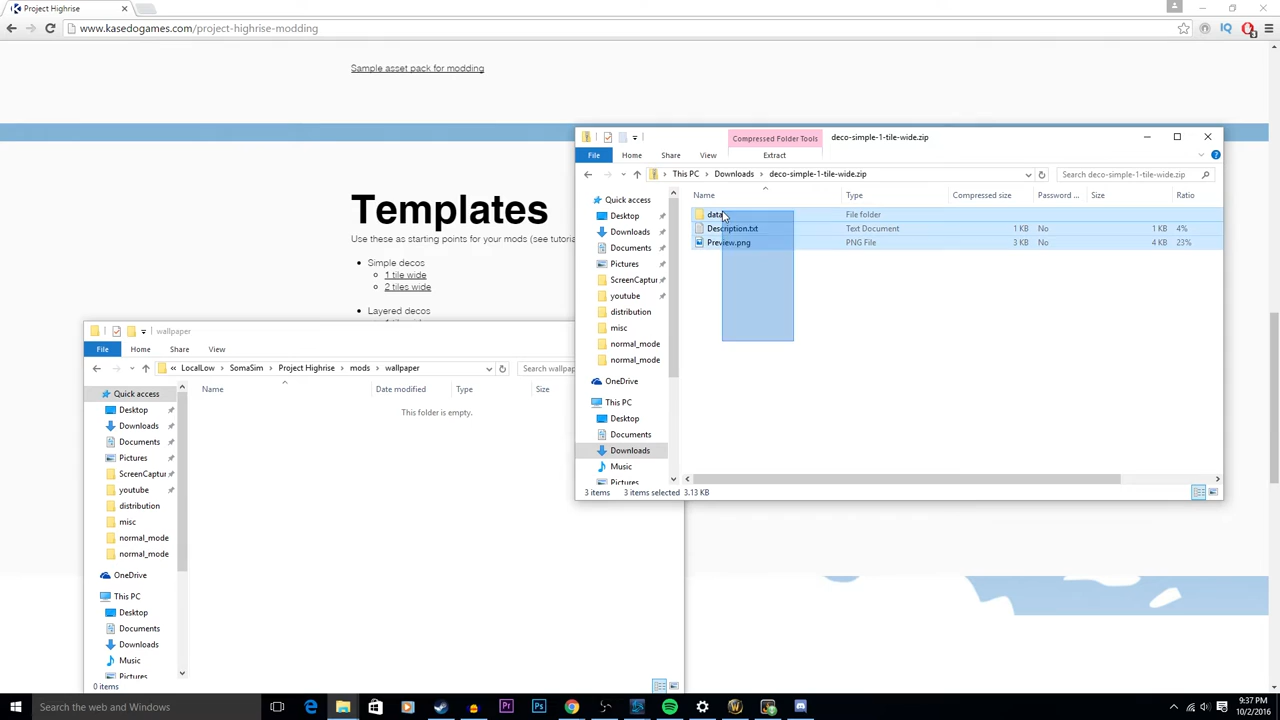 Project Highrise
www.kasedogames.com/project-highrise-modding
Sample asset pack for modding
Templates
Use these as starting points for your mods (see tutoria
Simple decos
1 tile wide
2 tiles wide
Layered decos
Compressed Folder Tools
deco-simple-1-tile-wide.zip
File
Home
Share
View
Extract
This PC
Downloads
deco-simple-1-tile-wide.zip
Search deco-simple-1-tile-wide.zip
Quick access
Desktop
Downloads
Documents
Pictures
ScreenCaptur
youtube
distribution
misc
normal_mode
normal_mode
OneDrive
This PC
Desktop
Documents
Downloads
Music
Pictures
Name
Type
Compressed size
Password ...
Size
Ratio
data
File folder
Description.txt
Text Document
1 KB
No
1 KB
4%
Preview.png
PNG File
3 KB
No
4 KB
23%
3 items
3 items selected
3.13 KB
wallpaper
File
Home
Share
View
LocalLow
SomaSim
Project Highrise
mods
wallpaper
Search wallpap
Quick access
Desktop
Downloads
Documents
Pictures
ScreenCaptur
youtube
distribution
misc
normal_mode
normal_mode
OneDrive
This PC
Desktop
Documents
Downloads
Music
Pictures
Name
Date modified
Type
Size
This folder is empty.
0 items
Search the web and Windows
9:37 PM
10/2/2016